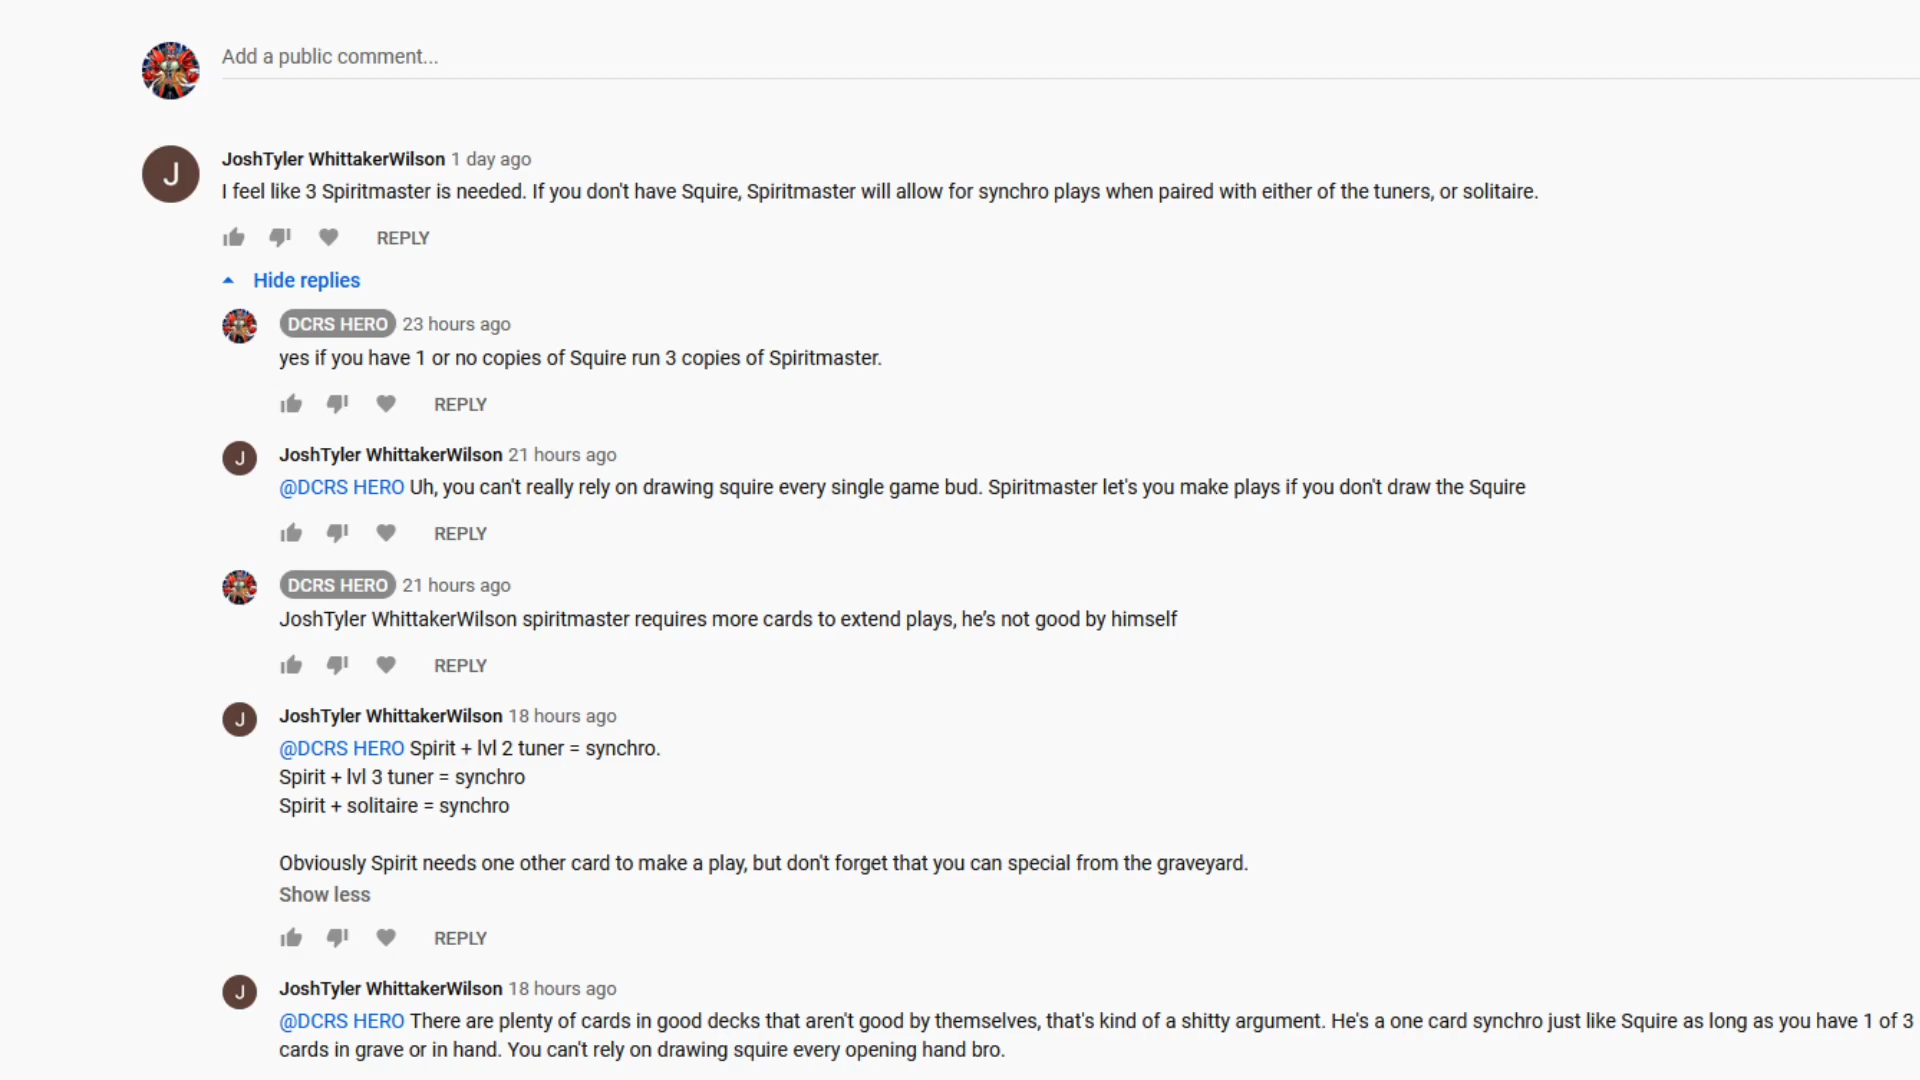 Add a public comment...
J
JoshTyler WhittakerWilson 1 day ago
I feel like 3 Spiritmaster is needed. If you don't have Squire, Spiritmaster will allow for synchro plays when paired with either of the tuners, or solitaire.
REPLY
Hide replies
DCRS HERO 23 hours ago
yes if you have 1 or no copies of Squire run 3 copies of Spiritmaster.
REPLY
J
JoshTyler WhittakerWilson 21 hours ago
@DCRS HERO Uh, you can't really rely on drawing squire every single game bud. Spiritmaster let's you make plays if you don't draw the Squire
REPLY
DCRS HERO 21 hours ago
JoshTyler WhittakerWilson spiritmaster requires more cards to extend plays, he’s not good by himself
REPLY
J
JoshTyler WhittakerWilson 18 hours ago
@DCRS HERO Spirit + lvl 2 tuner = synchro.
Spirit + lvl 3 tuner = synchro
Spirit + solitaire = synchro
Obviously Spirit needs one other card to make a play, but don't forget that you can special from the graveyard.
Show less
REPLY
J
JoshTyler WhittakerWilson 18 hours ago
@DCRS HERO There are plenty of cards in good decks that aren't good by themselves, that's kind of a shitty argument. He's a one card synchro just like Squire as long as you have 1 of 3
cards in grave or in hand. You can't rely on drawing squire every opening hand bro.